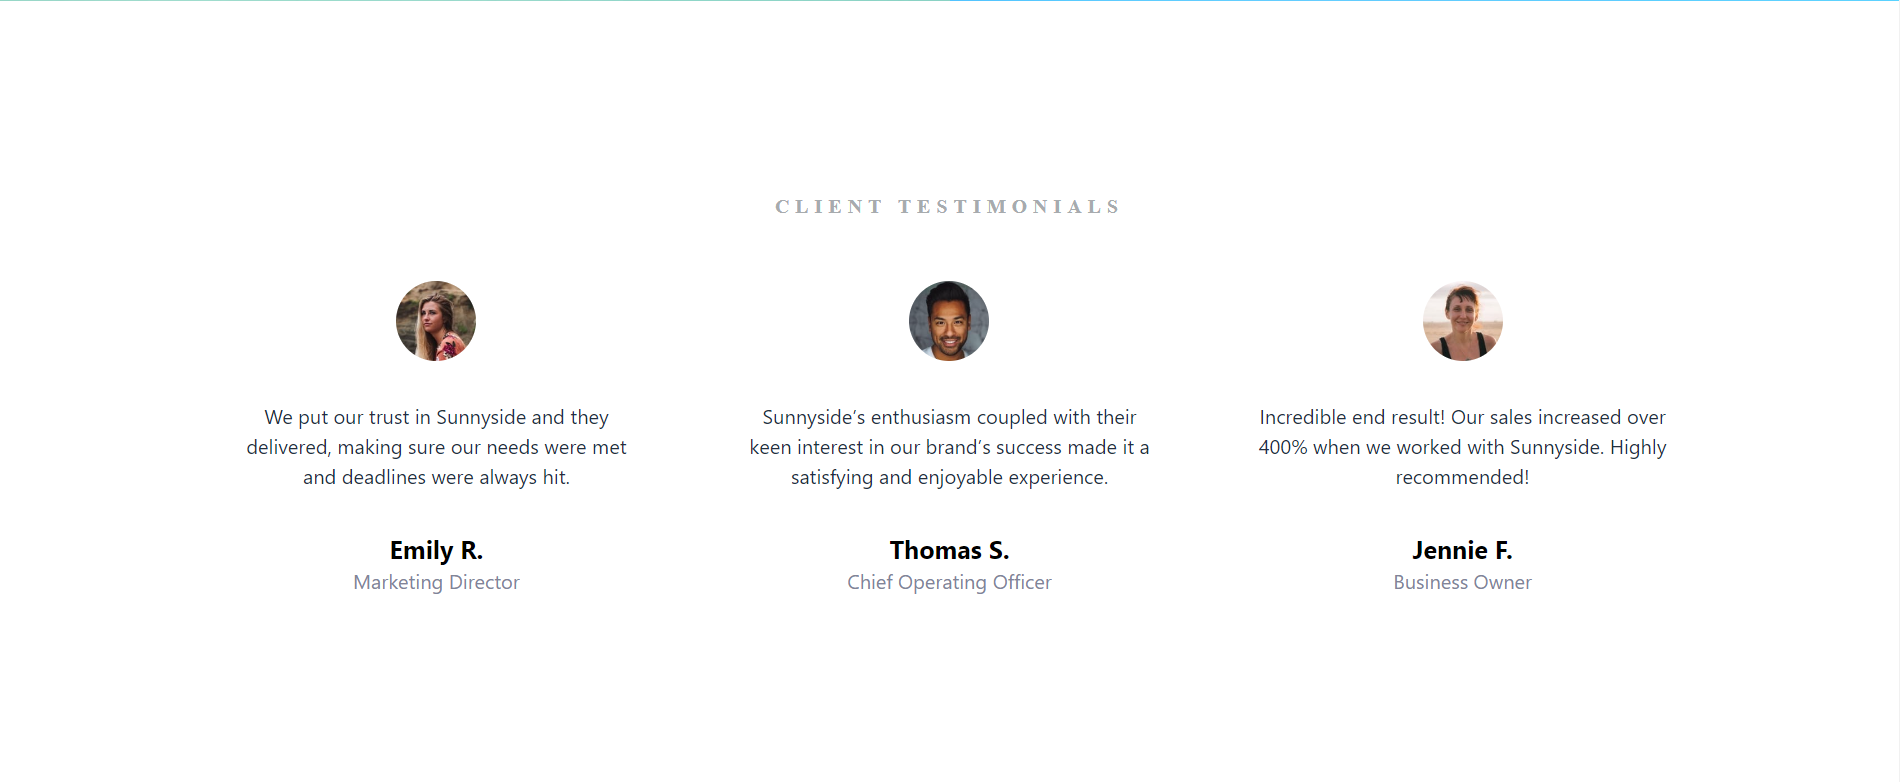 CLIENT TESTIMONIALS
We put our trust in Sunnyside and they
delivered, making sure our needs were met
and deadlines were always hit.
Emily R.
Marketing Director
Sunnyside’s enthusiasm coupled with their
keen interest in our brand’s success made it a
satisfying and enjoyable experience.
Thomas S.
Chief Operating Officer
Incredible end result! Our sales increased over
400% when we worked with Sunnyside. Highly
recommended!
Jennie F.
Business Owner